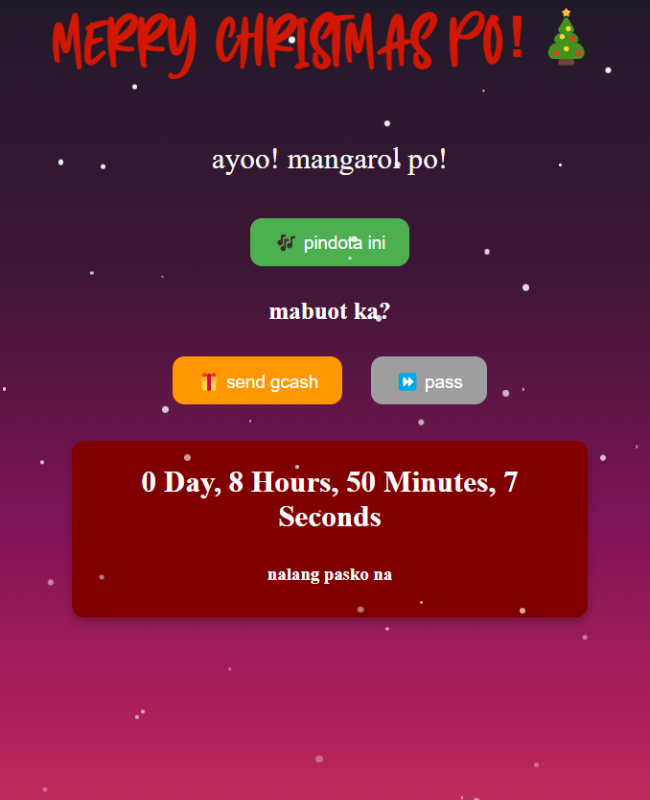 MERRY CHRISTMAS PO! 🎄
ayoo! mangarol po!
🎶 pindota ini
mabuot ka?
🎁 send gcash
⏩ pass
0 Day, 8 Hours, 50 Minutes, 7
Seconds
nalang pasko na